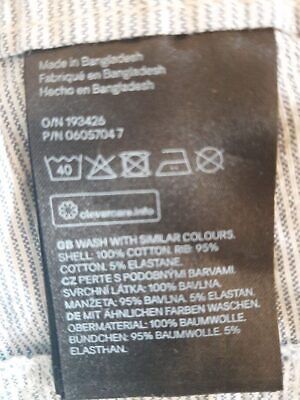 Made in Bangladesh
Fabriqué en Bangladesh
Hecho en Bangladesh
O/N 193426
P/N 06057047
40
clevercare.info
GB WASH WITH SIMILAR COLOURS.
SHELL: 100% COTTON. RIB: 95%
COTTON. 5% ELASTANE.
CZ PERTE S PODOBNÝMI BARVAMI.
SVRCHNÍ LÁTKA: 100% BAVLNA.
MANŽETA: 95% BAVLNA. 5% ELASTAN.
DE MIT ÄHNLICHEN FARBEN WASCHEN.
OBERMATERIAL: 100% BAUMWOLLE.
BÜNDCHEN: 95% BAUMWOLLE. 5%
ELASTHAN.